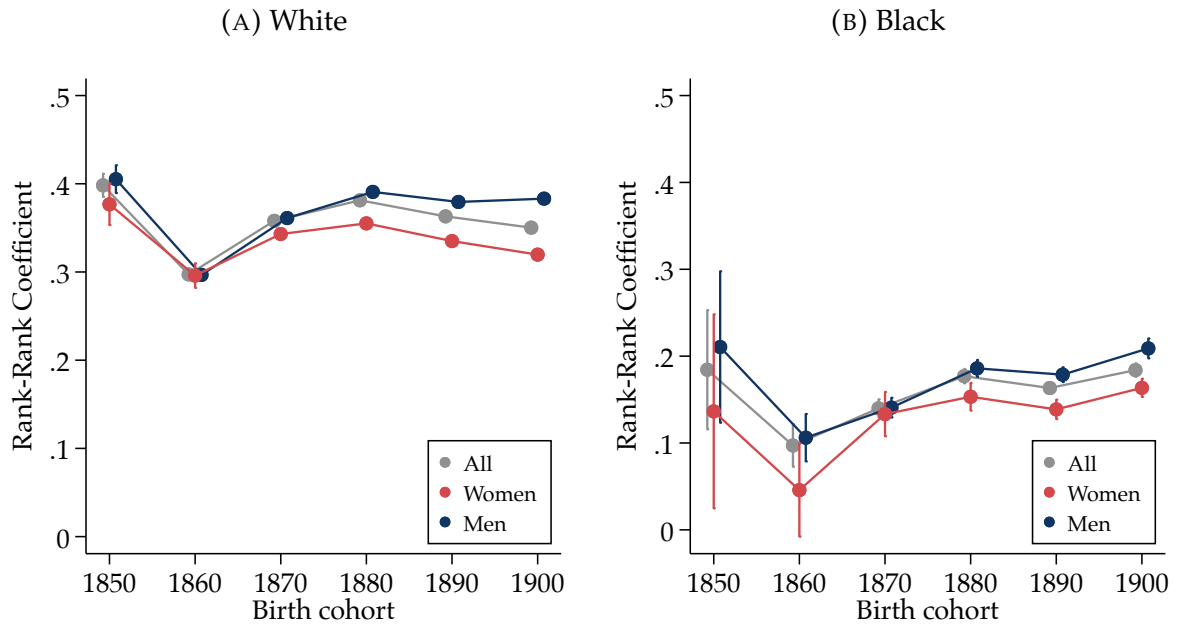 (A) White
Rank-Rank Coefficient
.5
.4
.3
.2
.1
0
All
Women
Men
1850 1860 1870 1880 1890 1900
Birth cohort
(B) Black
Rank-Rank Coefficient
.5
.4
.3
.2
.1
0
All
Women
Men
1850 1860 1870 1880 1890 1900
Birth cohort